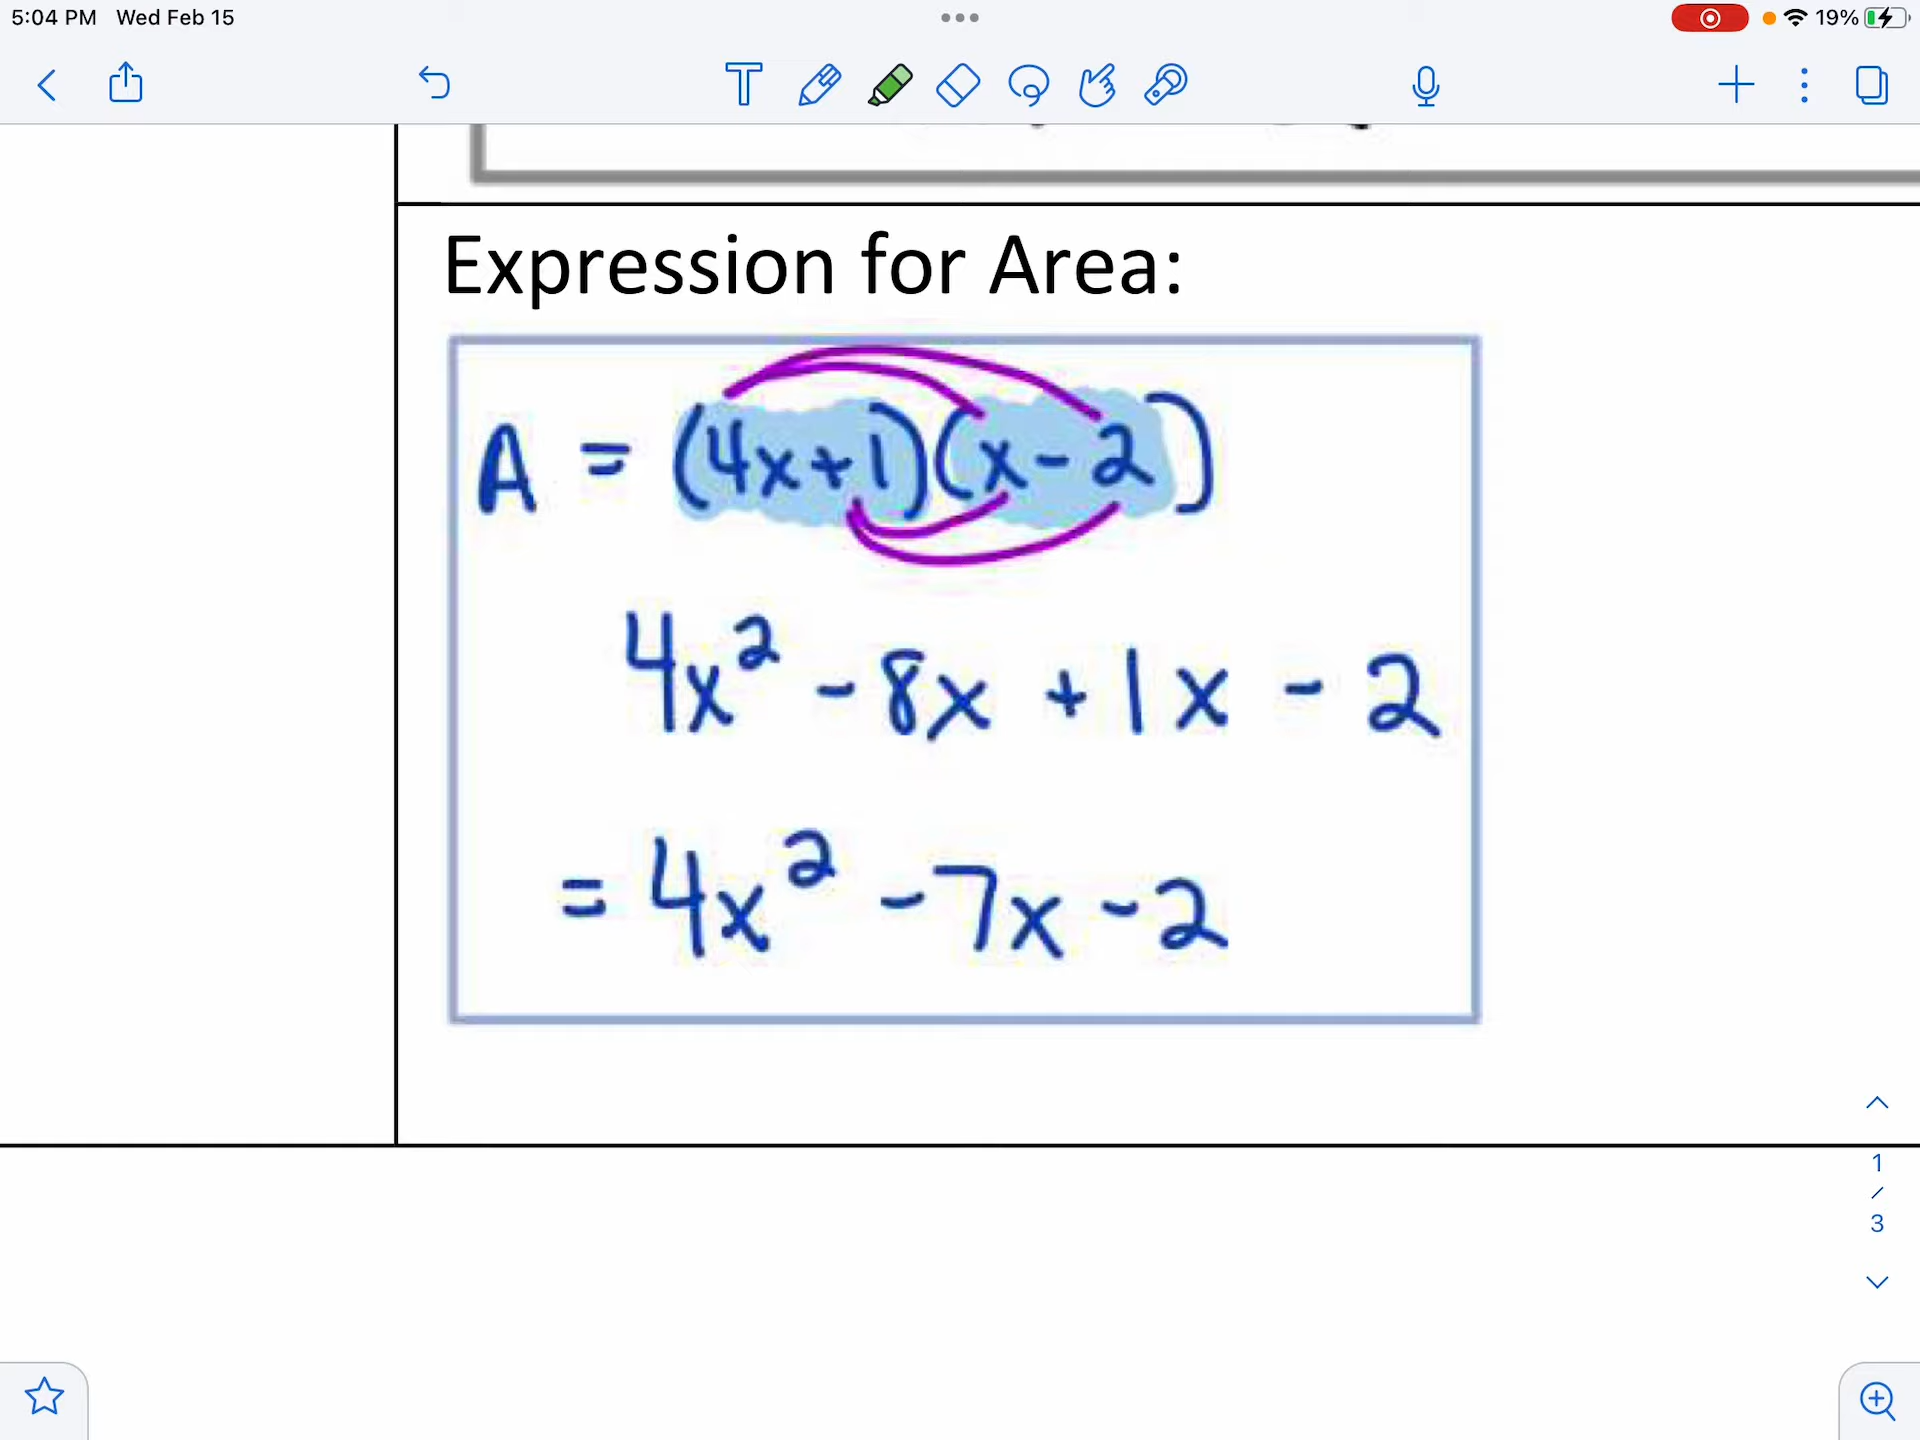 5:04 PM Wed Feb 15
19%
T
Expression for Area:
A = (4x+1)(x-2)
4x² - 8x + 1x - 2
= 4x² - 7x - 2
1
/
3